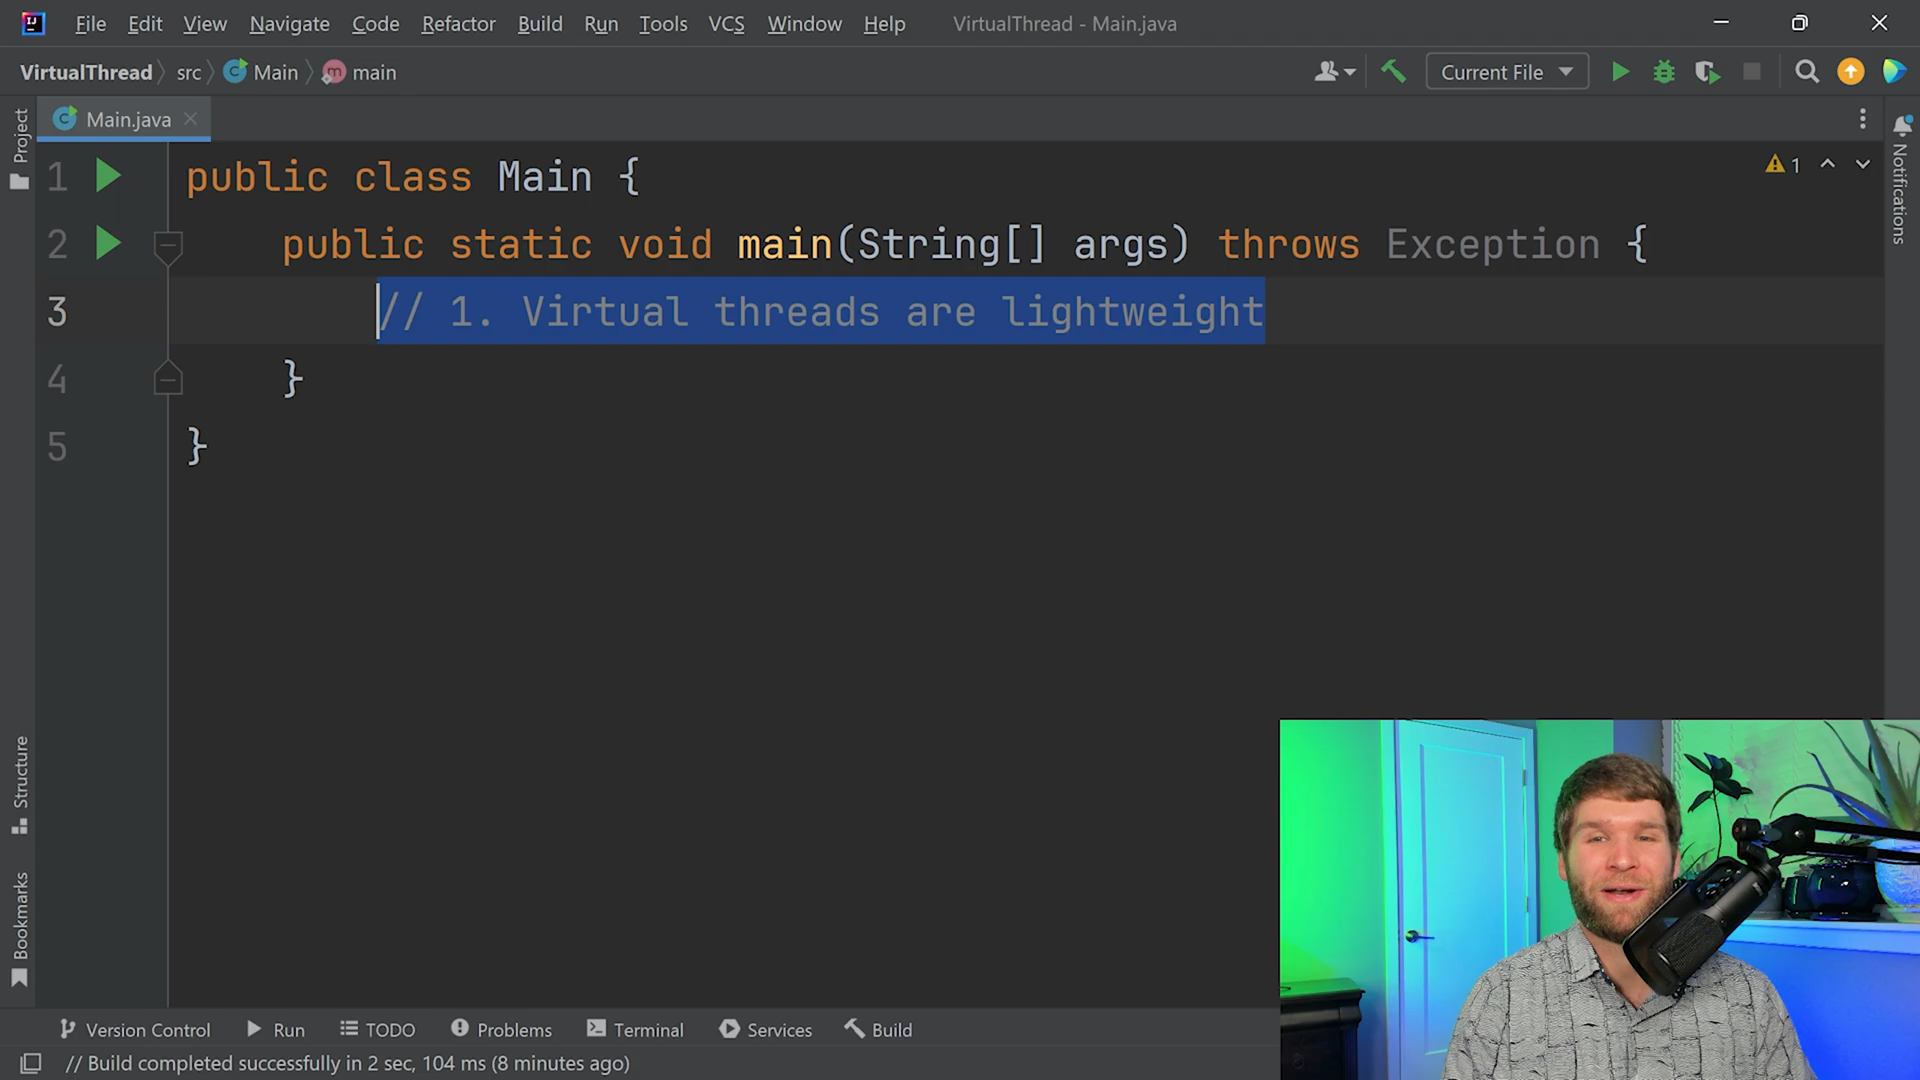 File Edit View Navigate Code Refactor Build Run Tools VCS Window Help VirtualThread - Main.java
VirtualThread src Main main Current File
Project
Main.java
Notifications
1 public class Main {
2 public static void main(String[] args) throws Exception {
3 // 1. Virtual threads are lightweight
4 }
5 }
1
Structure
Bookmarks
Version Control Run TODO Problems Terminal Services Build
// Build completed successfully in 2 sec, 104 ms (8 minutes ago)